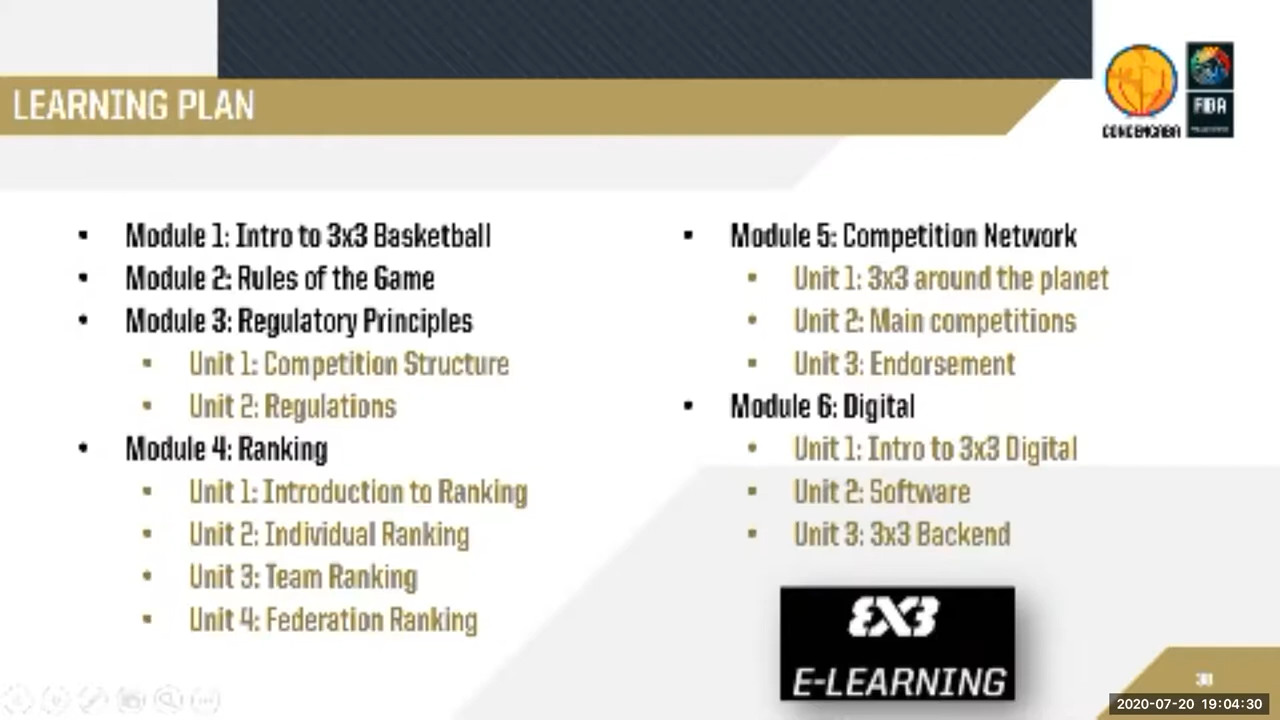 LEARNING PLAN
CONCENCABA
FIBA
• Module 1: Intro to 3x3 Basketball
• Module 2: Rules of the Game
• Module 3: Regulatory Principles
• Unit 1: Competition Structure
• Unit 2: Regulations
• Module 4: Ranking
• Unit 1: Introduction to Ranking
• Unit 2: Individual Ranking
• Unit 3: Team Ranking
• Unit 4: Federation Ranking
• Module 5: Competition Network
• Unit 1: 3x3 around the planet
• Unit 2: Main competitions
• Unit 3: Endorsement
• Module 6: Digital
• Unit 1: Intro to 3x3 Digital
• Unit 2: Software
• Unit 3: 3x3 Backend
3X3
E-LEARNING
2020-07-20 19:04:30